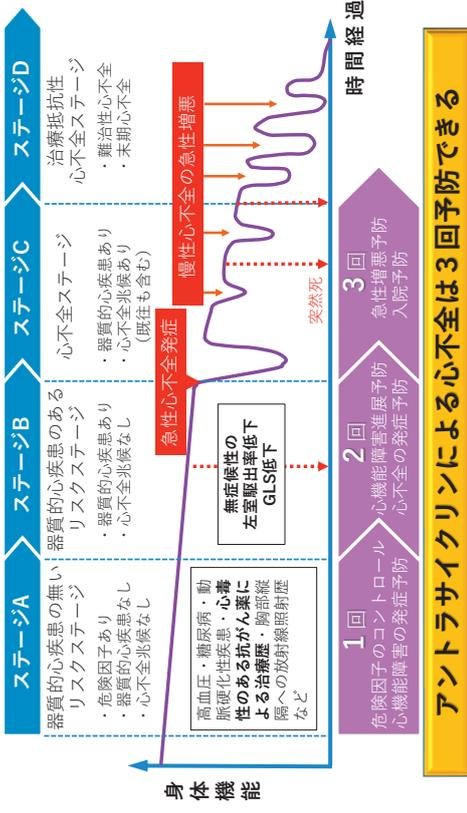 ステージA
ステージB
ステージC
ステージD
器質的心疾患の無い
リスクステージ
・危険因子あり
・器質的心疾患なし
・心不全兆候なし
器質的心疾患のある
リスクステージ
・器質的心疾患あり
・心不全兆候なし
心不全ステージ
・器質的心疾患あり
・心不全兆候あり
(既往も含む)
治療抵抗性
心不全ステージ
・難治性心不全
・末期心不全
身体機能
高血圧・糖尿病・動
脈硬化性疾患・心毒
性のある抗がん薬に
よる治療歴・胸部縦
隔への放射線照射歴
など
無症候性の
左室駆出率低下
GLS低下
急性心不全発症
慢性心不全の急性増悪
突然死
時間経過
1回
危険因子のコントロール
心機能障害の発症予防
2回
心機能障害進展予防
心不全の発症予防
3回
急性増悪予防
入院予防
アントラサイクリンによる心不全は3回予防できる